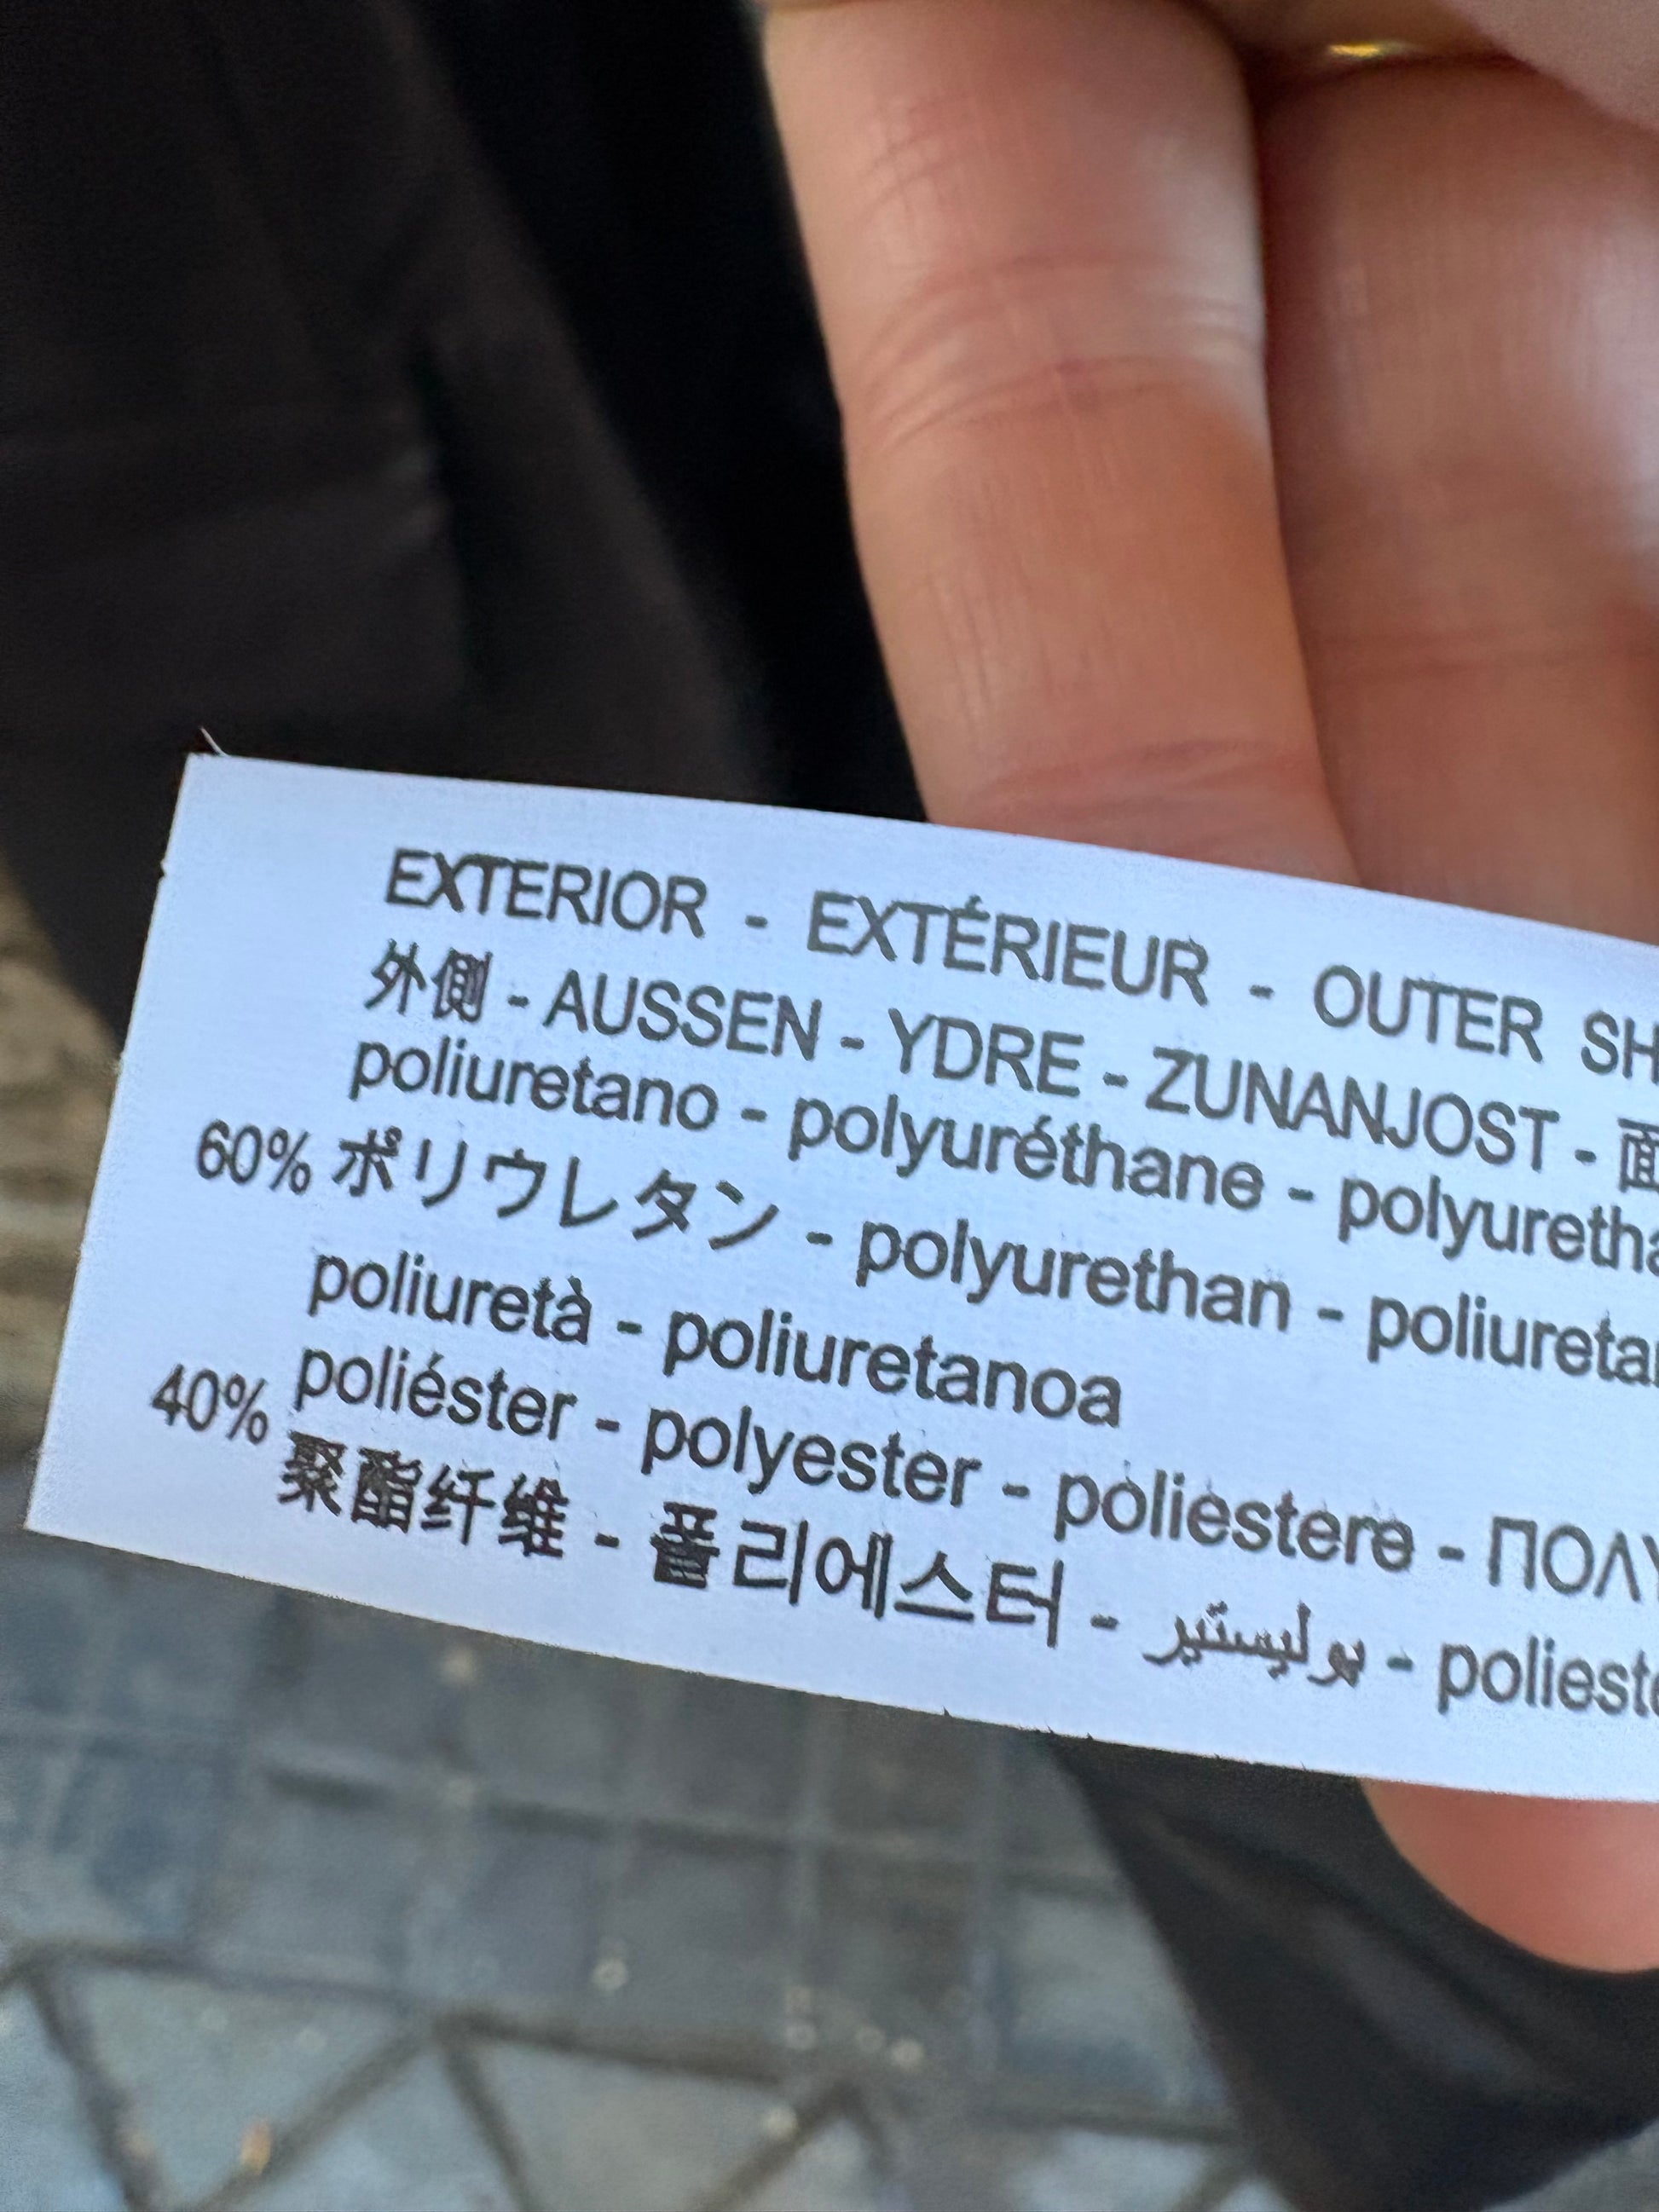 EXTERIOR - EXTÉRIEUR - OUTER
外側 - AUSSEN - YDRE - ZUNANJOST - 面
poliuretano - polyuréthane -
60% ポリウレタン - polyurethan -
poliuretà - poliuretanoa
40% poliéster - polyester - poliestere -
聚酯纤维 - 폴리에스터 - بوليستير -